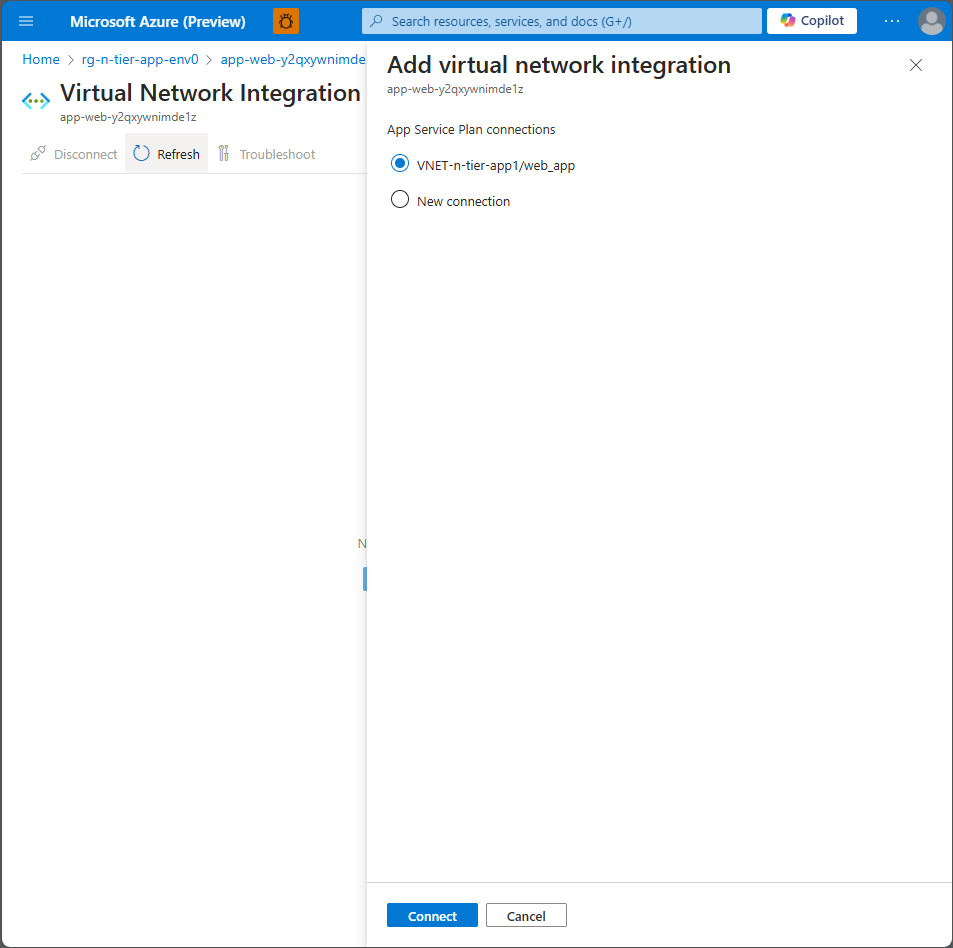 Microsoft Azure (Preview)
Search resources, services, and docs (G+/)
Copilot
Home > rg-n-tier-app-env0 > app-web-y2qxywnimde
Virtual Network Integration
app-web-y2qxywnimde1z
Disconnect
Refresh
Troubleshoot
N
Add virtual network integration
app-web-y2qxywnimde1z
App Service Plan connections
VNET-n-tier-app1/web_app
New connection
Connect
Cancel